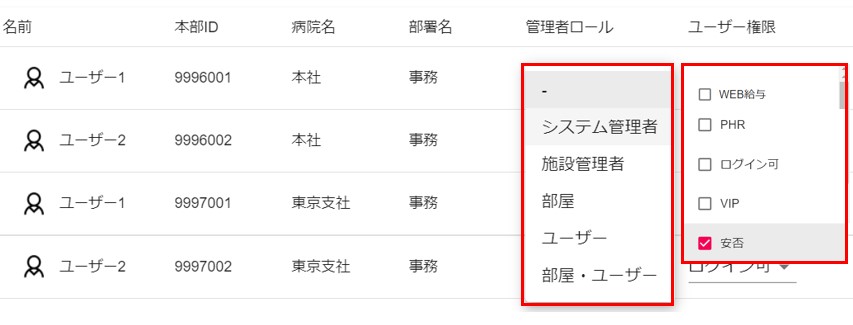 名前 本部ID 病院名 部署名 管理者ロール ユーザー権限
ユーザー1 9996001 本社 事務
ユーザー2 9996002 本社 事務
ユーザー1 9997001 東京支社 事務
ユーザー2 9997002 東京支社 事務
-
システム管理者
施設管理者
部屋
ユーザー
部屋・ユーザー
WEB給与
PHR
ログイン可
VIP
安否
ログイン可